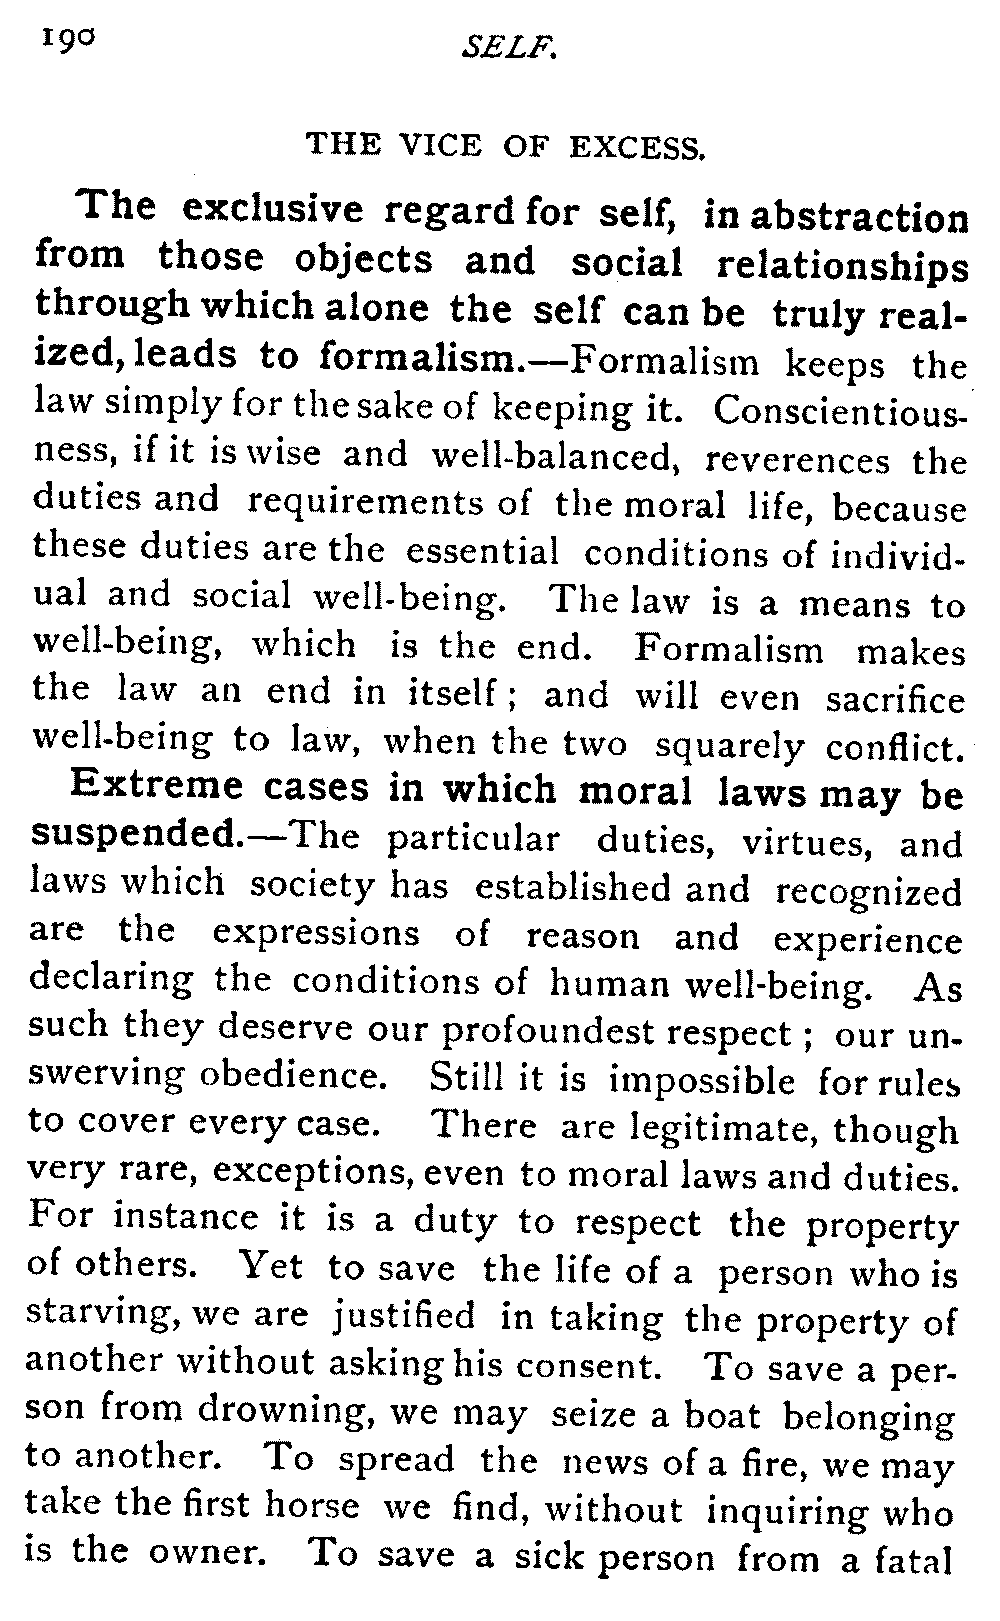 190
SELF.
THE VICE OF EXCESS.
The exclusive regard for self, in abstraction
from those objects and social relationships
through which alone the self can be truly real-
ized, leads to formalism.—Formalism keeps the
law simply for the sake of keeping it. Conscientious-
ness, if it is wise and well-balanced, reverences the
duties and requirements of the moral life, because
these duties are the essential conditions of individ-
ual and social well-being. The law is a means to
well-being, which is the end. Formalism makes
the law an end in itself ; and will even sacrifice
well-being to law, when the two squarely conflict.
Extreme cases in which moral laws may be
suspended.—The particular duties, virtues, and
laws which society has established and recognized
are the expressions of reason and experience
declaring the conditions of human well-being. As
such they deserve our profoundest respect ; our un-
swerving obedience. Still it is impossible for rules
to cover every case. There are legitimate, though
very rare, exceptions, even to moral laws and duties.
For instance it is a duty to respect the property
of others. Yet to save the life of a person who is
starving, we are justified in taking the property of
another without asking his consent. To save a per-
son from drowning, we may seize a boat belonging
to another. To spread the news of a fire, we may
take the first horse we find, without inquiring who
is the owner. To save a sick person from a fatal